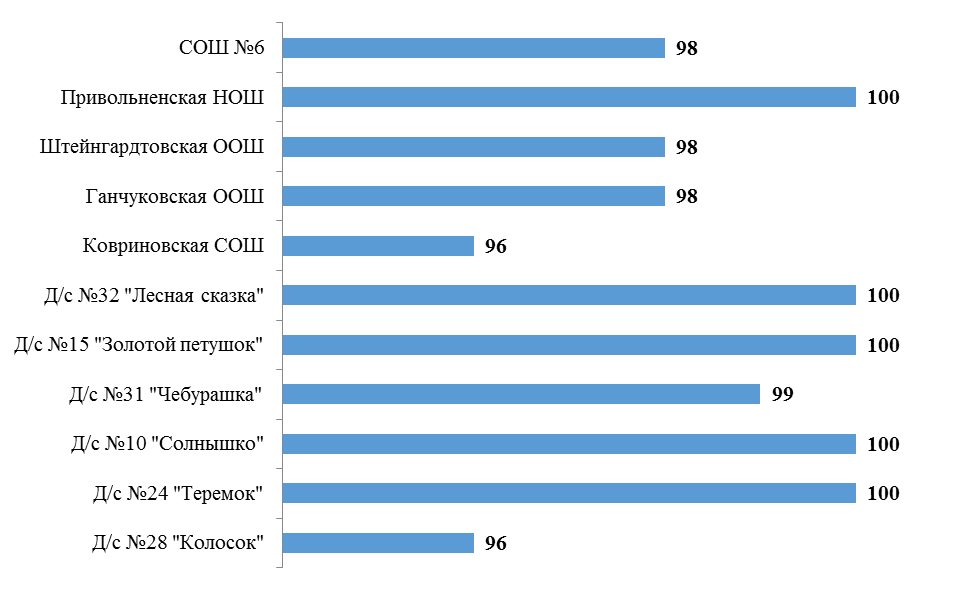 СОШ №6 98
Привольненская НОШ 100
Штейнгардтовская ООШ 98
Ганчуковская ООШ 98
Ковриновская СОШ 96
Д/с №32 "Лесная сказка" 100
Д/с №15 "Золотой петушок" 100
Д/с №31 "Чебурашка" 99
Д/с №10 "Солнышко" 100
Д/с №24 "Теремок" 100
Д/с №28 "Колосок" 96